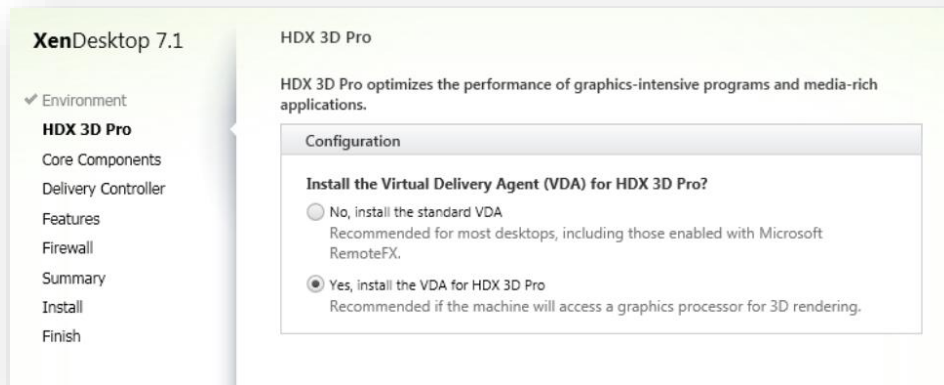 XenDesktop 7.1
Environment
HDX 3D Pro
Core Components
Delivery Controller
Features
Firewall
Summary
Install
Finish
HDX 3D Pro
HDX 3D Pro optimizes the performance of graphics-intensive programs and media-rich
applications.
Configuration
Install the Virtual Delivery Agent (VDA) for HDX 3D Pro?
No, install the standard VDA
Recommended for most desktops, including those enabled with Microsoft
RemoteFX.
Yes, install the VDA for HDX 3D Pro
Recommended if the machine will access a graphics processor for 3D rendering.